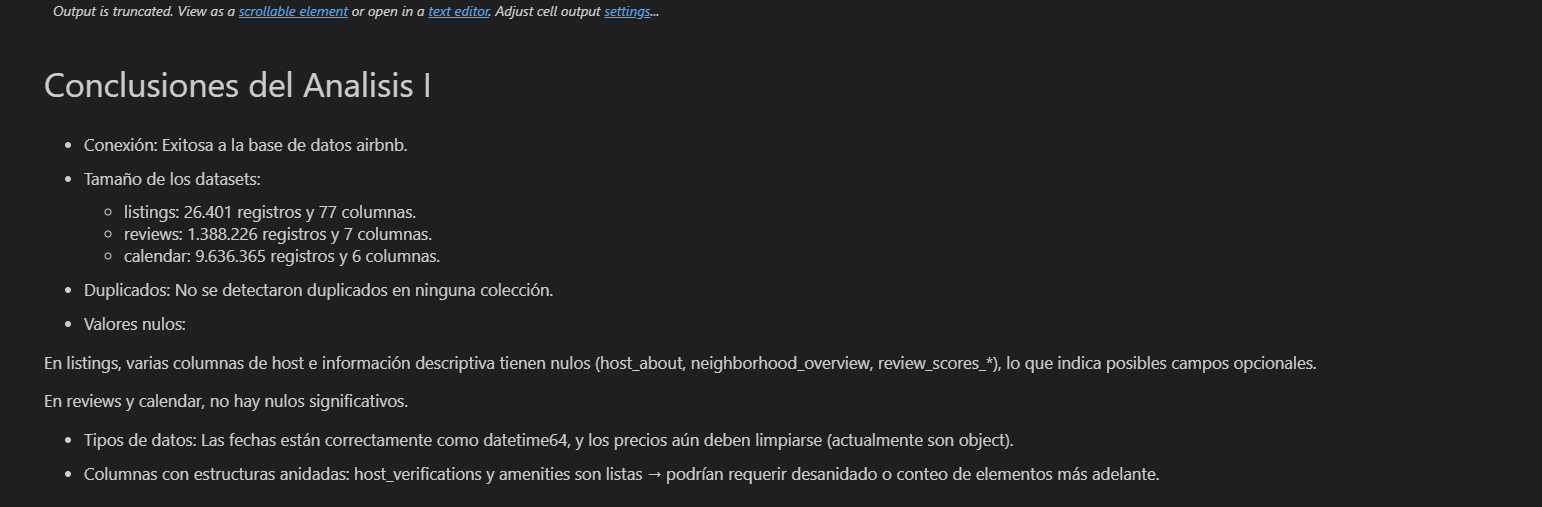 Output is truncated. View as a scrollable element or open in a text editor. Adjust cell output settings...
Conclusiones del Analisis I
• Conexión: Exitosa a la base de datos airbnb.
• Tamaño de los datasets:
◦ listings: 26.401 registros y 77 columnas.
◦ reviews: 1.388.226 registros y 7 columnas.
◦ calendar: 9.636.365 registros y 6 columnas.
• Duplicados: No se detectaron duplicados en ninguna colección.
• Valores nulos:
En listings, varias columnas de host e información descriptiva tienen nulos (host_about, neighborhood_overview, review_scores_*), lo que indica posibles campos opcionales.
En reviews y calendar, no hay nulos significativos.
• Tipos de datos: Las fechas están correctamente como datetime64, y los precios aún deben limpiarse (actualmente son object).
• Columnas con estructuras anidadas: host_verifications y amenities son listas → podrían requerir desanidado o conteo de elementos más adelante.